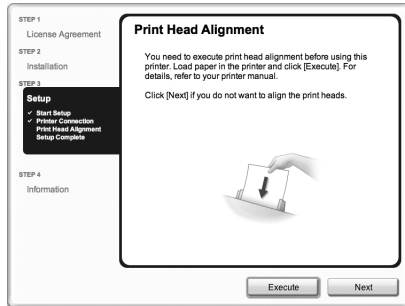 STEP 1
License Agreement
STEP 2
Installation
STEP 3
Setup
✓ Start Setup
✓ Printer Connection
Print Head Alignment
Setup Complete
STEP 4
Information
Print Head Alignment
You need to execute print head alignment before using this
printer. Load paper in the printer and click [Execute]. For
details, refer to your printer manual.
Click [Next] if you do not want to align the print heads.
Execute
Next